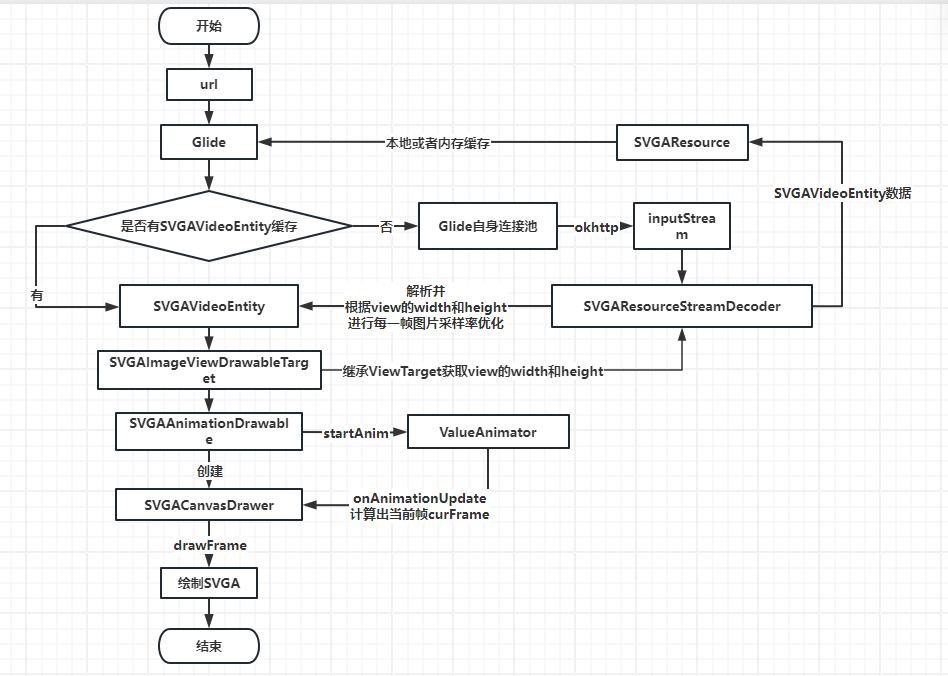 开始
url
Glide
本地或者内存缓存
SVGAResource
SVGAVideoEntity数据
是否有SVGAVideoEntity缓存
否
Glide自身连接池
okhttp
inputStrea
m
有
SVGAVideoEntity
解析并
根据view的width和height
进行每一帧图片采样率优化
SVGAResourceStreamDecoder
SVGAImageViewDrawableTarg
et
继承ViewTarget获取view的width和height
SVGAAnimationDrawabl
e
startAnim
ValueAnimator
创建
SVGACanvasDrawer
onAnimationUpdate
计算出当前帧curFrame
drawFrame
绘制SVGA
结束